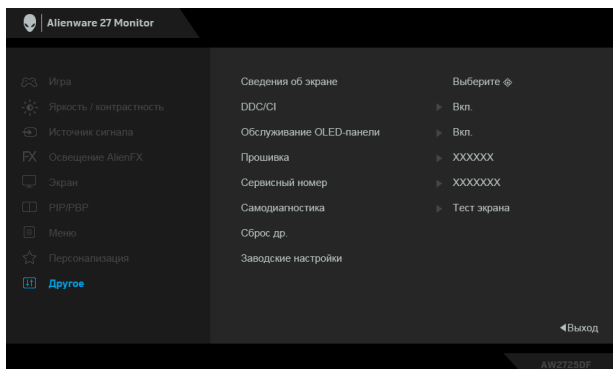 Alienware 27 Monitor
Игра
Яркость / контрастность
Источник сигнала
FX Освещение AlienFX
Экран
PIP/PBP
Меню
Персонализация
Другое
Сведения об экране Выберите
DDC/CI Вкл.
Обслуживание OLED-панели Вкл.
Прошивка XXXXXX
Сервисный номер XXXXXXX
Самодиагностика Тест экрана
Сброс др.
Заводские настройки
Выход
AW2725DF